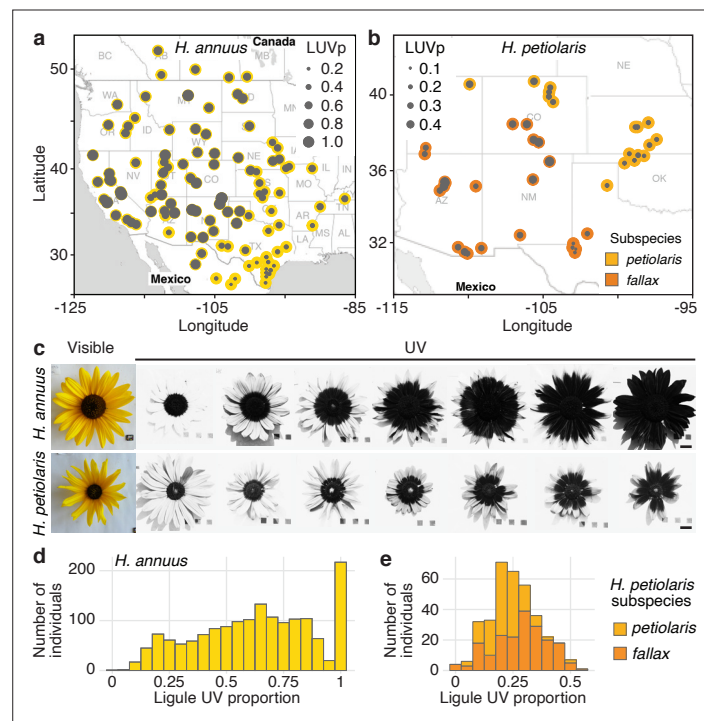 a
H. annuus
Canada
LUVp
0.2
0.4
0.6
0.8
1.0
BC
AB
MB
WA
OR
ID
MT
WY
NV
UT
CO
NE
MN
IL
IN
MO
AR
TN
MS
AL
LA
TX
Mexico
50
40
30
Latitude
-125
-105
-85
Longitude
b
H. petiolaris
LUVp
0.1
0.2
0.3
0.4
NE
CO
OK
AZ
NM
Subspecies
petiolaris
fallax
Mexico
40
36
32
-115
-105
-95
Longitude
c
Visible
UV
H. annuus
H. petiolaris
d
H. annuus
Number of
individuals
200
100
0
0
0.25
0.5
0.75
1
Ligule UV proportion
e
Number of
individuals
60
40
20
0
0
0.25
0.5
Ligule UV proportion
H. petiolaris
subspecies
petiolaris
fallax